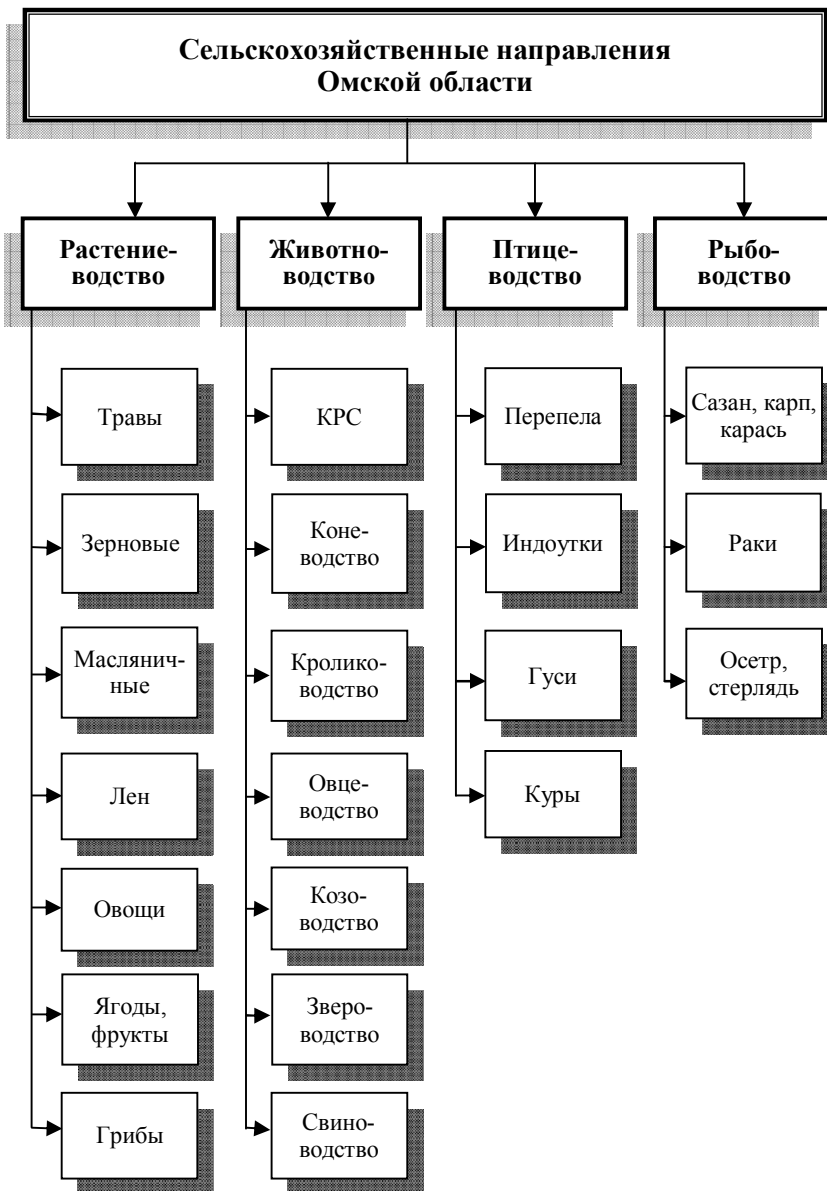 Сельскохозяйственные направления
Омской области
Растение-
водство
Животно-
водство
Птице-
водство
Рыбо-
водство
Травы
Зерновые
Маслянич-
ные
Лен
Овощи
Ягоды,
фрукты
Грибы
КРС
Коне-
водство
Кролико-
водство
Овце-
водство
Козо-
водство
Зверо-
водство
Свино-
водство
Перепела
Индоутки
Гуси
Куры
Сазан, карп,
карась
Раки
Осетр,
стерлядь